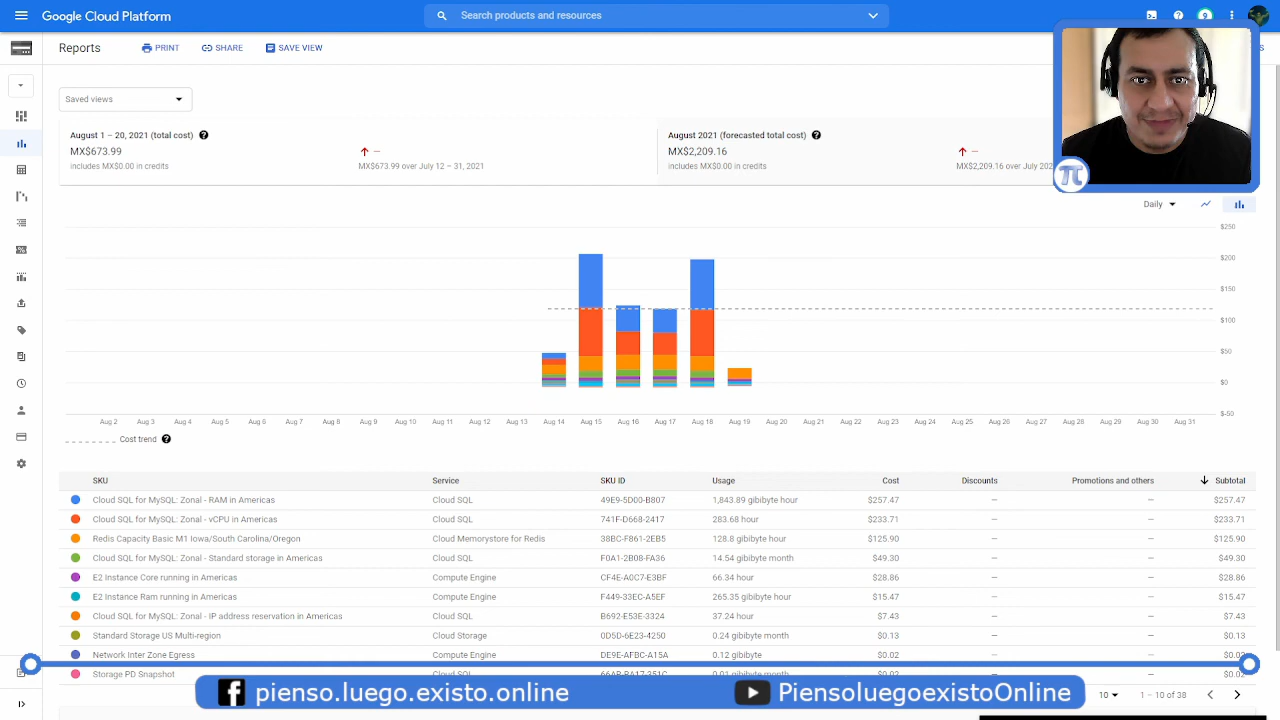 Google Cloud Platform
Search products and resources
Reports
PRINT
SHARE
SAVE VIEW
S
Saved views
August 1 – 20, 2021 (total cost)
MX$673.99
includes MX$0.00 in credits
MX$673.99 over July 12 – 31, 2021
August 2021 (forecasted total cost)
MX$2,209.16
includes MX$0.00 in credits
MX$2,209.16 over July
π
Daily
$250
$200
$150
$100
$50
$0
$-50
Aug 2 Aug 3 Aug 4 Aug 5 Aug 6 Aug 7 Aug 8 Aug 9 Aug 10 Aug 11 Aug 12 Aug 13 Aug 14 Aug 15 Aug 16 Aug 17 Aug 18 Aug 19 Aug 20 Aug 21 Aug 22 Aug 23 Aug 24 Aug 25 Aug 26 Aug 27 Aug 28 Aug 29 Aug 30 Aug 31
Cost trend
SKU Service SKU ID Usage Cost Discounts Promotions and others Subtotal
Cloud SQL for MySQL: Zonal - RAM in Americas Cloud SQL 49E9-5D00-B807 1,843.89 gibibyte hour $257.47 — — $257.47
Cloud SQL for MySQL: Zonal - vCPU in Americas Cloud SQL 741F-D668-2417 283.68 hour $233.71 — — $233.71
Redis Capacity Basic M1 Iowa/South Carolina/Oregon Cloud Memorystore for Redis 38BC-F861-2EB5 128.8 gibibyte hour $125.90 — — $125.90
Cloud SQL for MySQL: Zonal - Standard storage in Americas Cloud SQL F0A1-2B08-FA36 14.54 gibibyte month $49.30 — — $49.30
E2 Instance Core running in Americas Compute Engine CF4E-A0C7-E3BF 66.34 hour $28.86 — — $28.86
E2 Instance Ram running in Americas Compute Engine F449-33EC-A5EF 265.35 gibibyte hour $15.47 — — $15.47
Cloud SQL for MySQL: Zonal - IP address reservation in Americas Cloud SQL B692-E53E-3324 37.24 hour $7.43 — — $7.43
Standard Storage US Multi-region Cloud Storage 0D5D-6E23-4250 0.24 gibibyte month $0.13 — — $0.13
Network Inter Zone Egress Compute Engine DE9E-AFBC-A15A 0.12 gibibyte $0.02 — —
Storage PD Snapshot
pienso.luego.existo.online
PiensoluegoexistoOnline
10 1 – 10 of 38